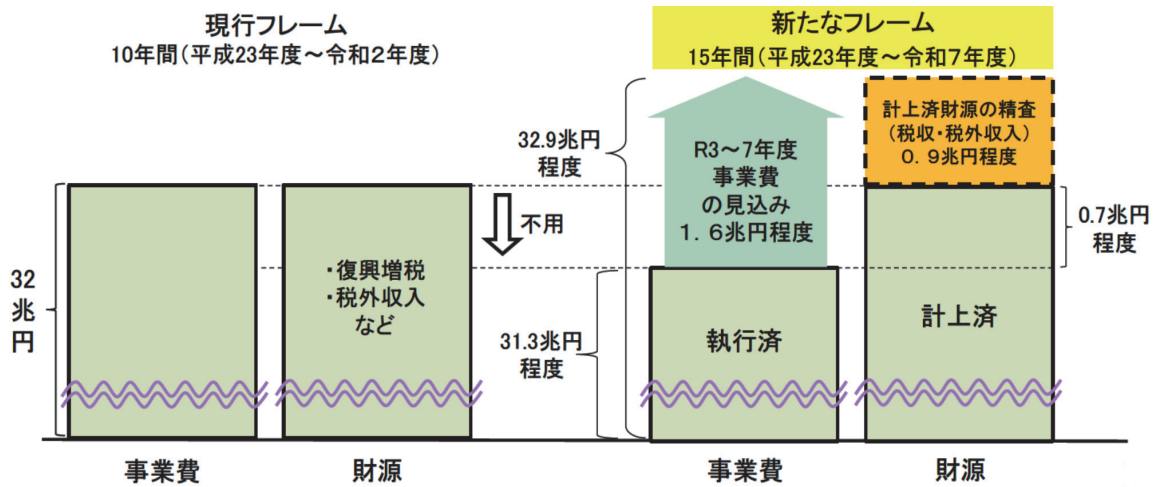 現行フレーム
10年間(平成23年度～令和2年度)
32
兆
円
・復興増税
・税外収入
など
不用
事業費
財源
新たなフレーム
15年間(平成23年度～令和7年度)
32.9兆円
程度
R3～7年度
事業費
の見込み
1．6兆円程度
計上済財源の精査
(税収・税外収入)
0．9兆円程度
0.7兆円
程度
31.3兆円
程度
執行済
計上済
事業費
財源